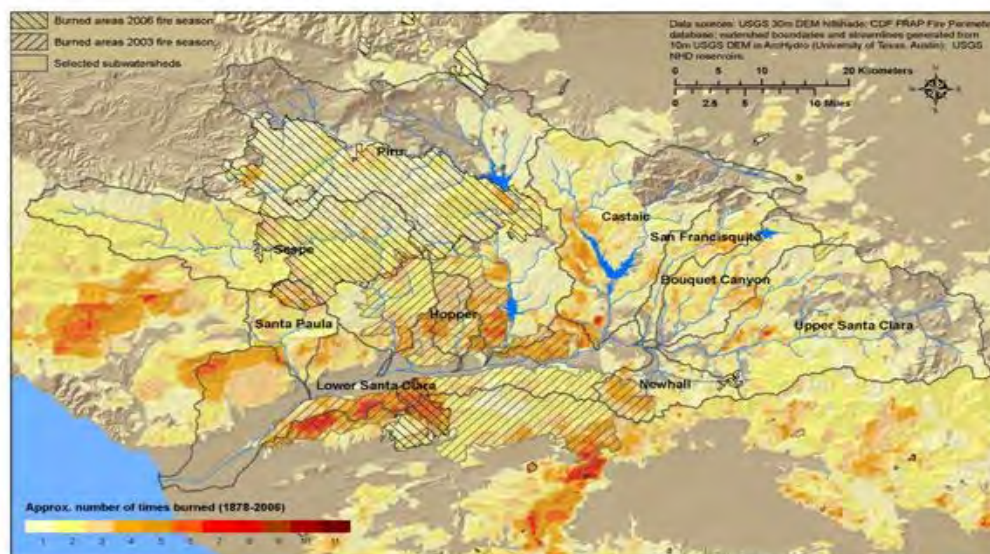 Burned areas 2006 fire season
Burned areas 2003 fire season
Selected subwatersheds
Data sources: USGS 30m DEM hillshade; CDF FRAP Fire Perimeter
database; watershed boundaries and streamlines generated from
10m USGS DEM in ArcHydro (University of Texas, Austin); USGS
NHD reservoirs.
0 5 10 20 Kilometers
0 2.5 5 10 Miles
Piru
Castaic
San Francisquito
Sespe
Bouquet Canyon
Hopper
Santa Paula
Upper Santa Clara
Lower Santa Clara
Newhall
Approx. number of times burned (1878-2006)
1 2 3 4 5 6 7 8 9 10 11